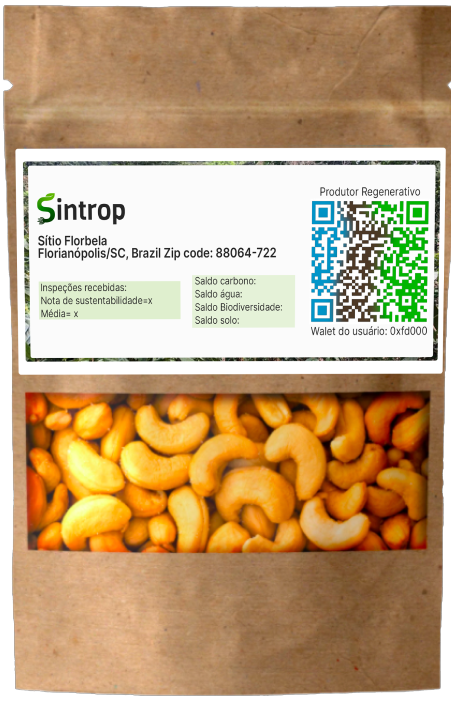 Sintrop
Sítio Florbela
Florianópolis/SC, Brazil Zip code: 88064-722
Inspeções recebidas:
Nota de sustentabilidade=x
Média= x
Saldo carbono:
Saldo água:
Saldo Biodiversidade:
Saldo solo:
Produtor Regenerativo
Walet do usuário: 0xfd000